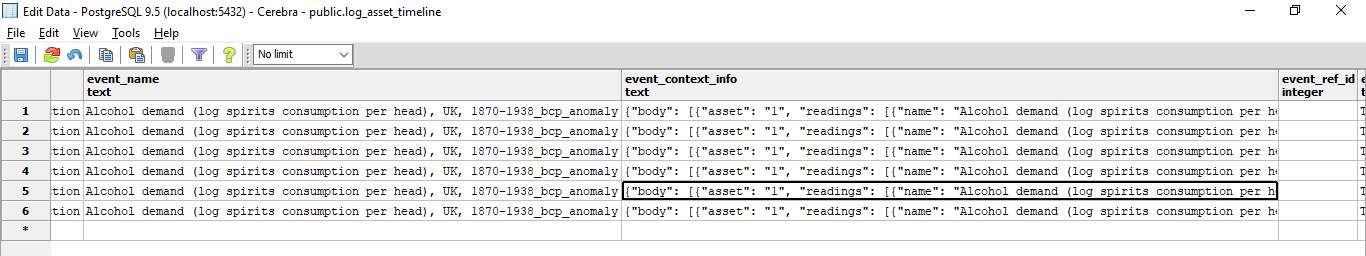 Edit Data - PostgreSQL 9.5 (localhost:5432) - Cerebra - public.log_asset_timeline
File Edit View Tools Help
No limit
event_name event_context_info event_ref_id e
text text integer t
1 ction Alcohol demand (log spirits consumption per head), UK, 1870-1938_bcp_anomaly {"body": [{"asset": "1", "readings": [{"name": "Alcohol demand (log spirits consumption per he T
2 ction Alcohol demand (log spirits consumption per head), UK, 1870-1938_bcp_anomaly {"body": [{"asset": "1", "readings": [{"name": "Alcohol demand (log spirits consumption per he T
3 ction Alcohol demand (log spirits consumption per head), UK, 1870-1938_bcp_anomaly {"body": [{"asset": "1", "readings": [{"name": "Alcohol demand (log spirits consumption per he T
4 ction Alcohol demand (log spirits consumption per head), UK, 1870-1938_bcp_anomaly {"body": [{"asset": "1", "readings": [{"name": "Alcohol demand (log spirits consumption per he T
5 ction Alcohol demand (log spirits consumption per head), UK, 1870-1938_bcp_anomaly {"body": [{"asset": "1", "readings": [{"name": "Alcohol demand (log spirits consumption per h T
6 ction Alcohol demand (log spirits consumption per head), UK, 1870-1938_bcp_anomaly {"body": [{"asset": "1", "readings": [{"name": "Alcohol demand (log spirits consumption per he T
*